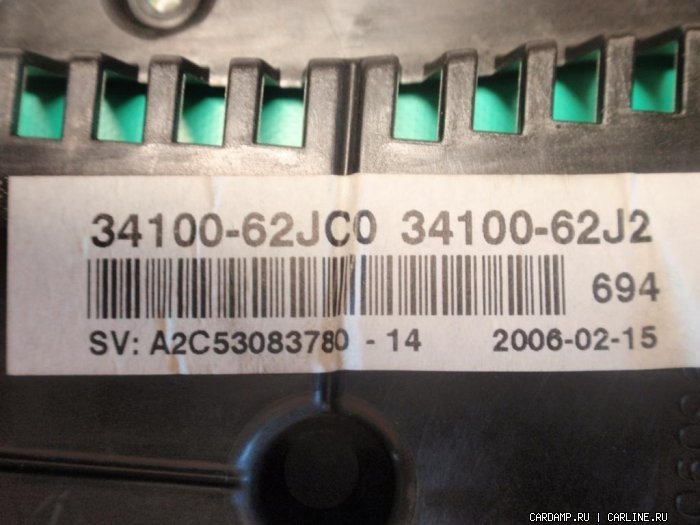 34100-62JC0 34100-62J2
694
SV: A2C53083780 - 14 2006-02-15
CARDAMP.RU | CARLINE.RU